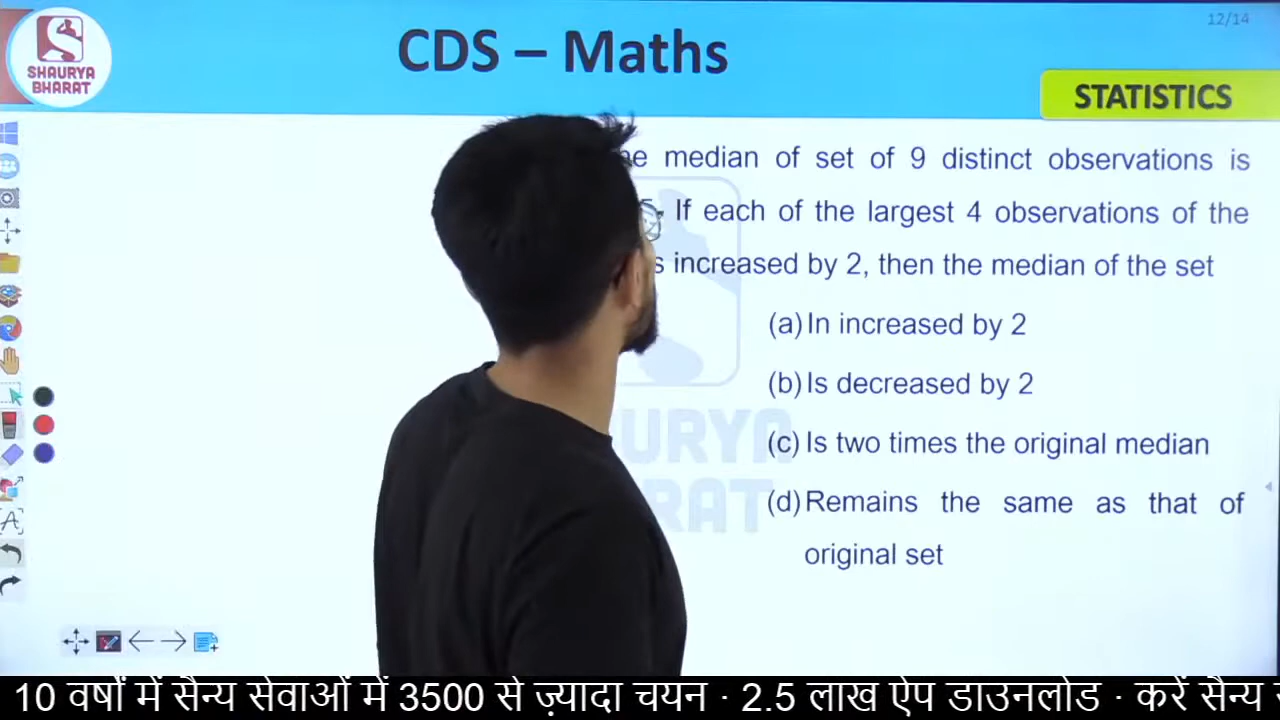 12/14
CDS – Maths
SHAURYA
BHARAT
STATISTICS
median of set of 9 distinct observations is
If each of the largest 4 observations of the
increased by 2, then the median of the set
(a) In increased by 2
(b) Is decreased by 2
(c) Is two times the original median
(d) Remains the same as that of
original set
10 वर्षों में सैन्य सेवाओं में 3500 से ज़्यादा चयन · 2.5 लाख ऐप डाउनलोड · करें सैन्य